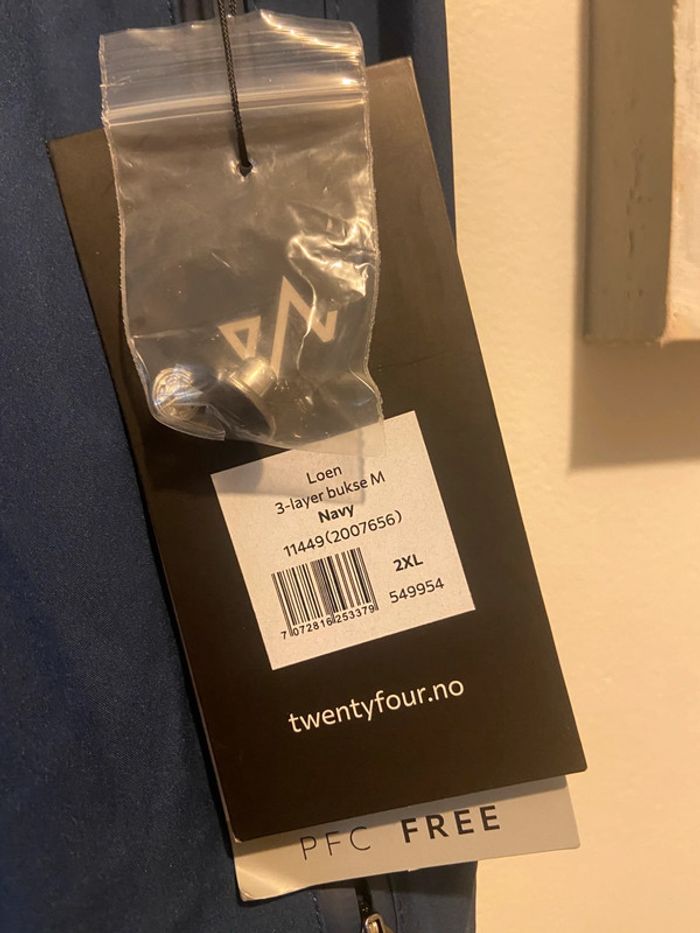 Loen
3-layer bukse M
Navy
11449(2007656)
2XL
549954
7 072816 253379
twentyfour.no
PFC FREE